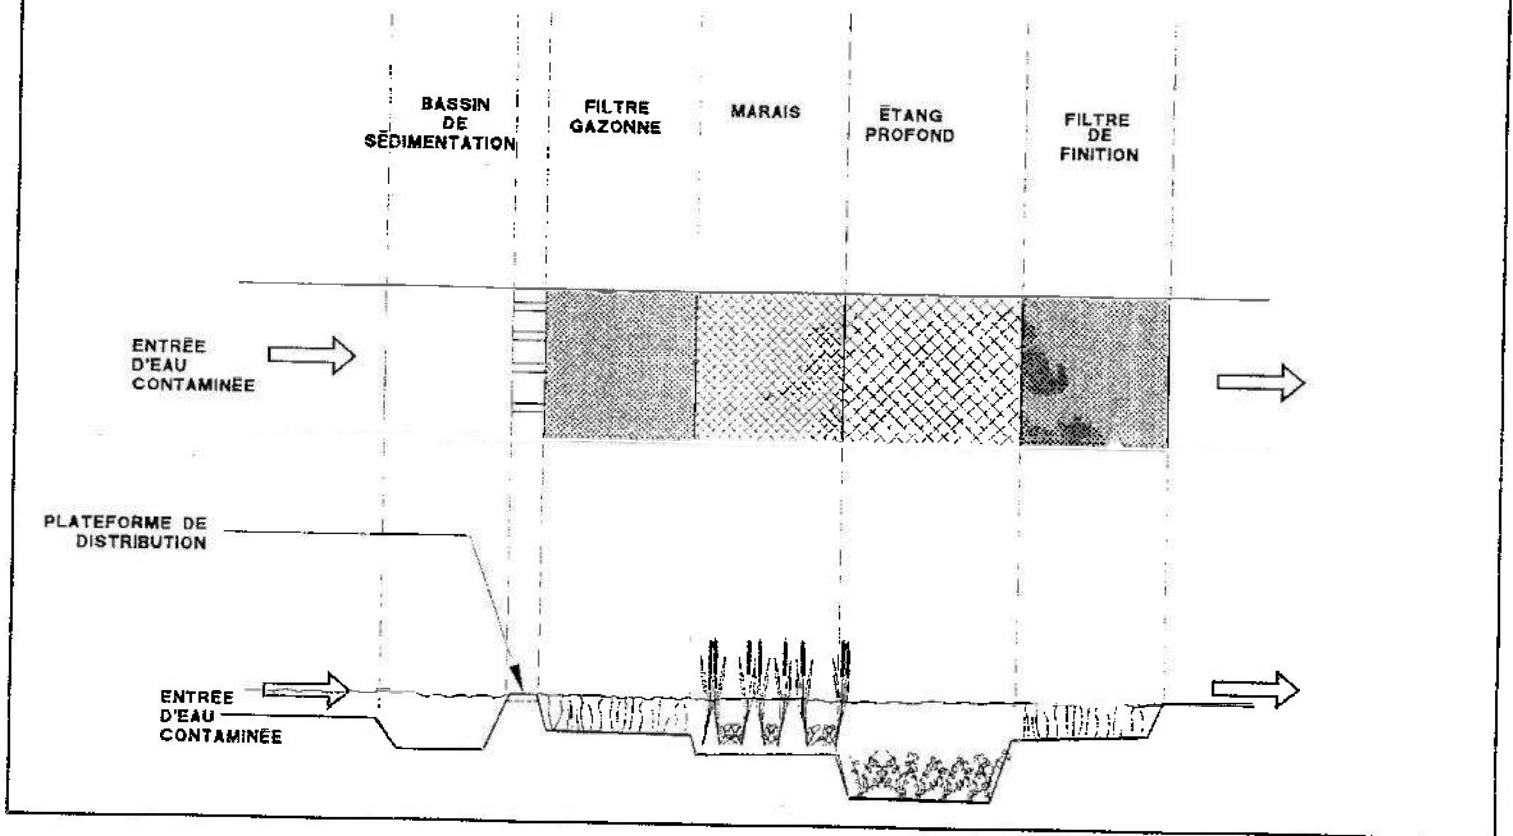 BASSIN
DE
SÉDIMENTATION
FILTRE
GAZONNE
MARAIS
ÉTANG
PROFOND
FILTRE
DE
FINITION
ENTRÉE
D'EAU
CONTAMINÉE
PLATEFORME DE
DISTRIBUTION
ENTRÉE
D'EAU
CONTAMINÉE